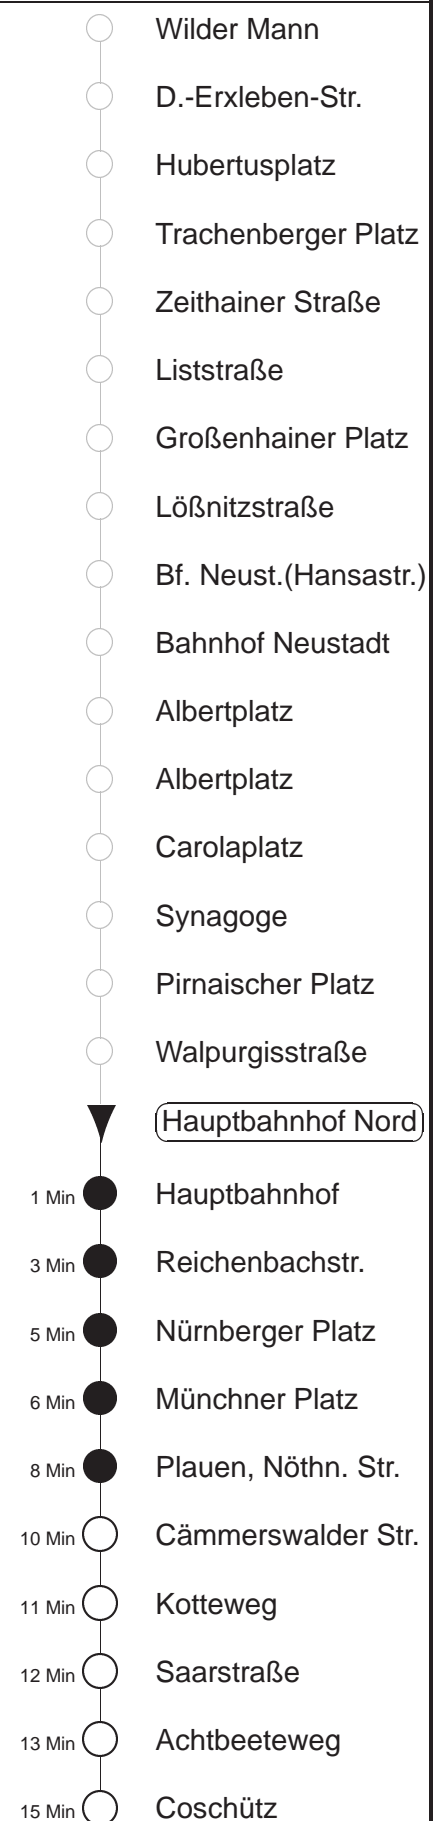 Wilder Mann
D.-Erxleben-Str.
Hubertusplatz
Trachenberger Platz
Zeithainer Straße
Liststraße
Großenhainer Platz
Lößnitzstraße
Bf. Neust.(Hansastr.)
Bahnhof Neustadt
Albertplatz
Albertplatz
Carolaplatz
Synagoge
Pirnaischer Platz
Walpurgisstraße
Hauptbahnhof Nord
1 Min Hauptbahnhof
3 Min Reichenbachstr.
5 Min Nürnberger Platz
6 Min Münchner Platz
8 Min Plauen, Nöthn. Str.
10 Min Cämmerswalder Str.
11 Min Kotteweg
12 Min Saarstraße
13 Min Achtbeeteweg
15 Min Coschütz